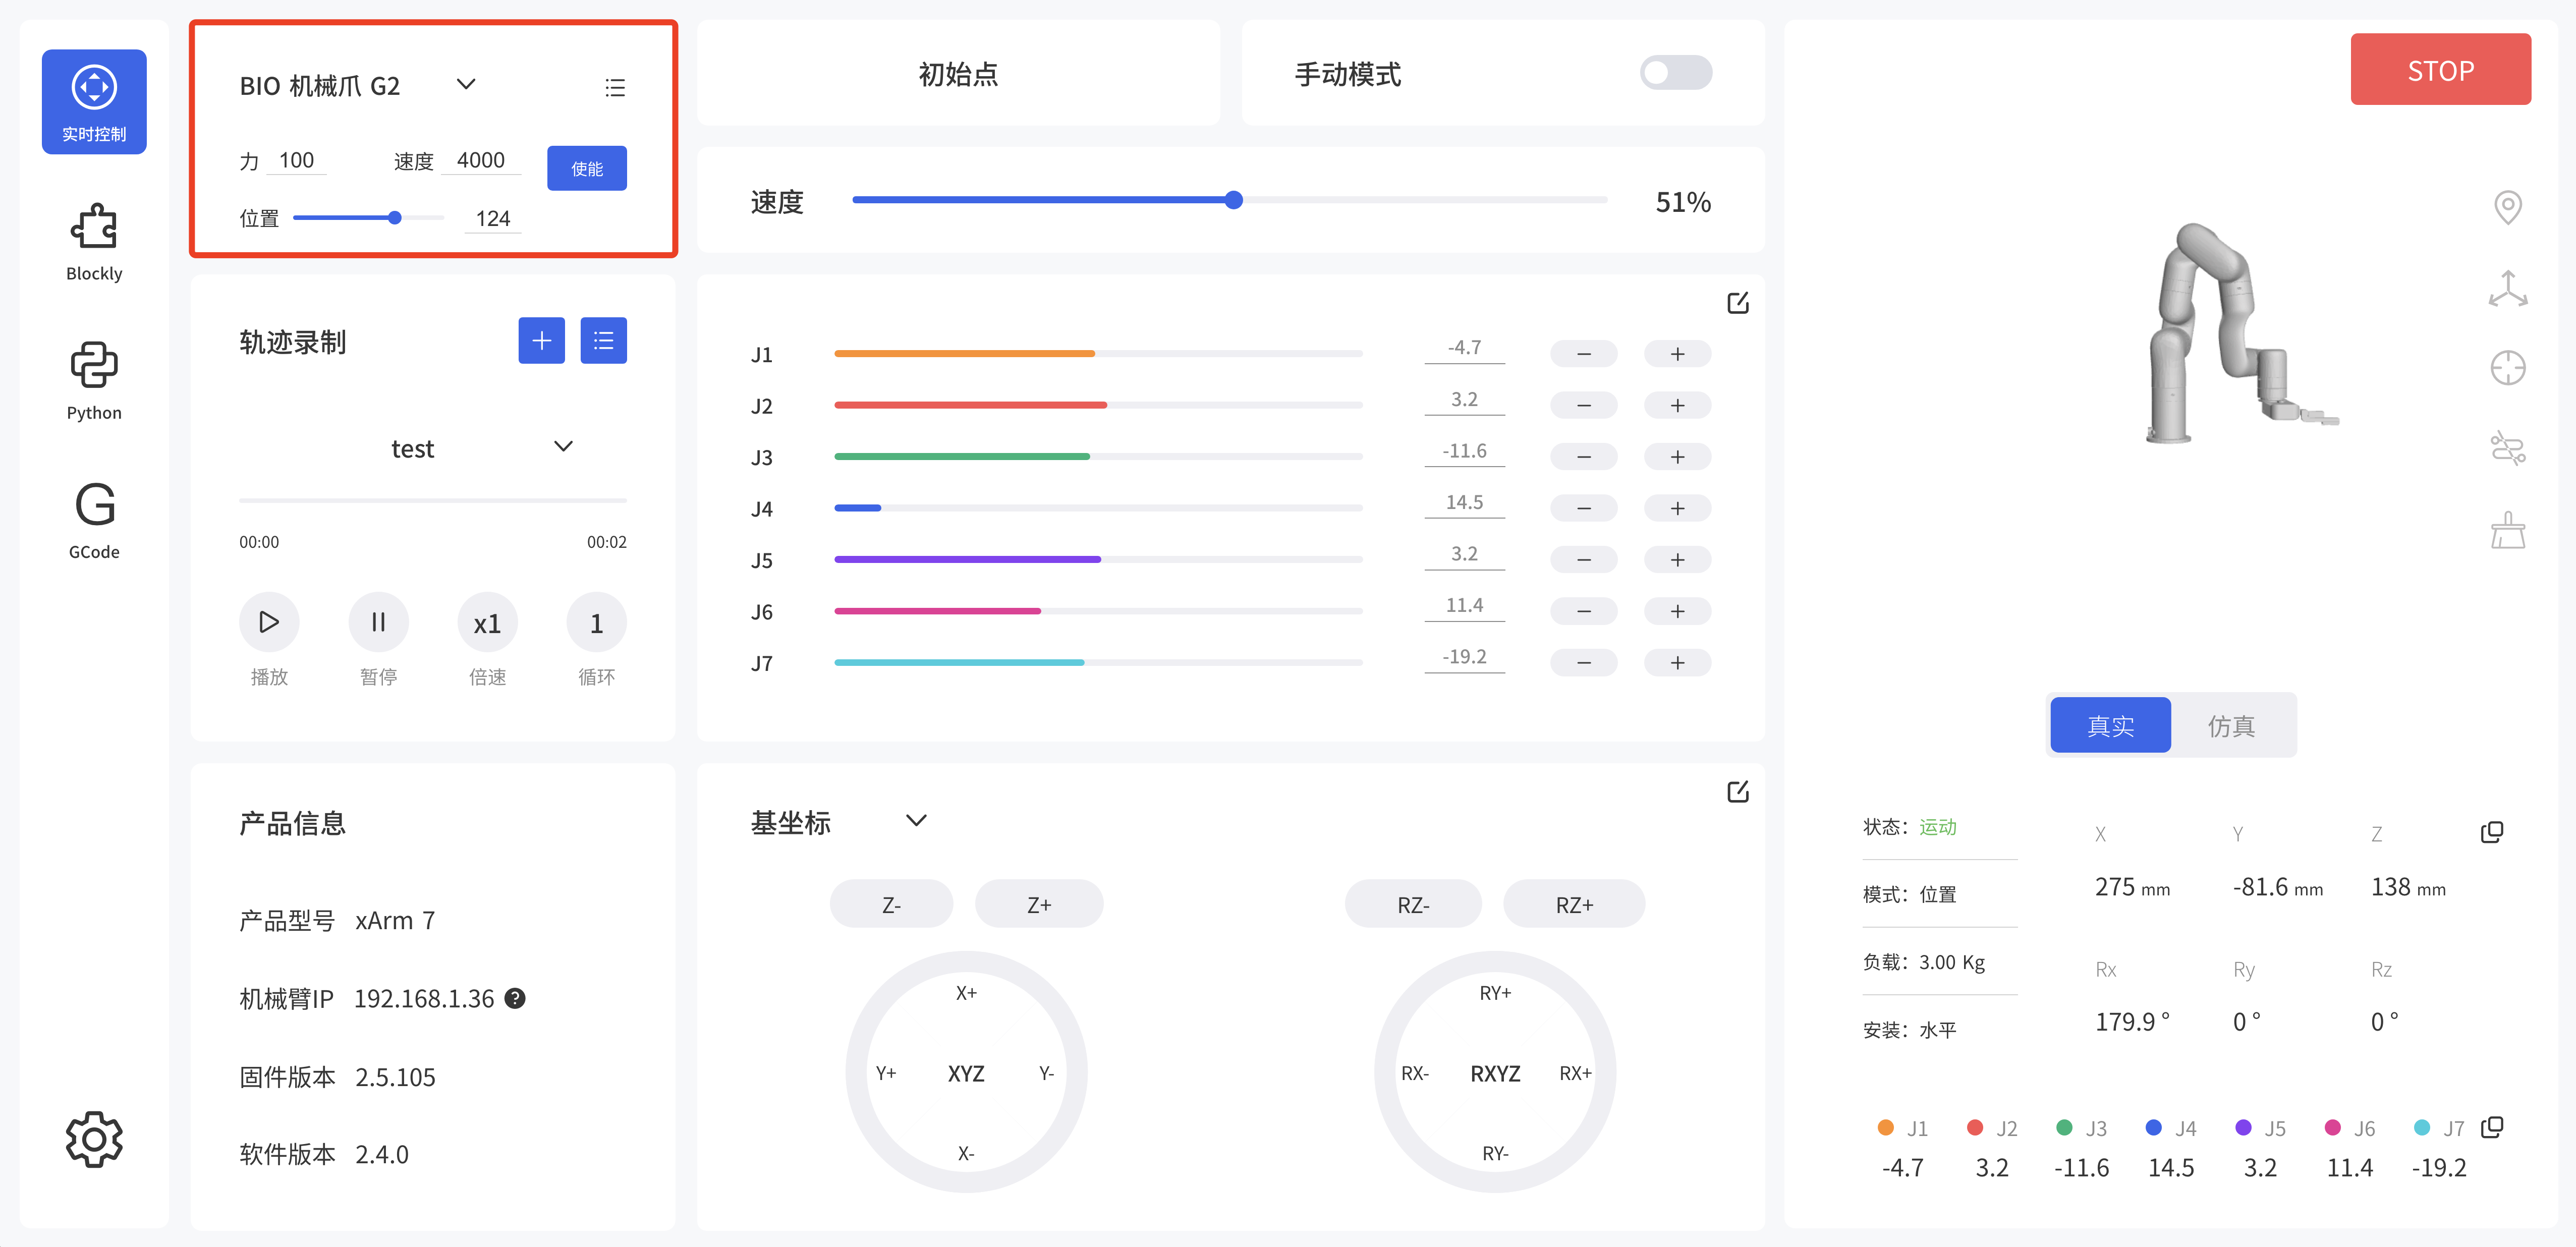 实时控制
Blockly
Python
G
GCode
BIO 机械爪 G2
力 100 速度 4000 使能
位置 124
轨迹录制
test
00:00 00:02
x1 1
播放 暂停 倍速 循环
产品信息
产品型号 xArm 7
机械臂IP 192.168.1.36 ?
固件版本 2.5.105
软件版本 2.4.0
初始点
手动模式
速度 51%
J1 -4.7 − +
J2 3.2 − +
J3 -11.6 − +
J4 14.5 − +
J5 3.2 − +
J6 11.4 − +
J7 -19.2 − +
基坐标
Z- Z+
X+
Y+ XYZ Y-
X-
RZ- RZ+
RY+
RX- RXYZ RX+
RY-
STOP
真实 仿真
状态：运动
模式：位置
负载：3.00 Kg
安装：水平
X Y Z
275 mm -81.6 mm 138 mm
Rx Ry Rz
179.9 ° 0 ° 0 °
J1 J2 J3 J4 J5 J6 J7
-4.7 3.2 -11.6 14.5 3.2 11.4 -19.2